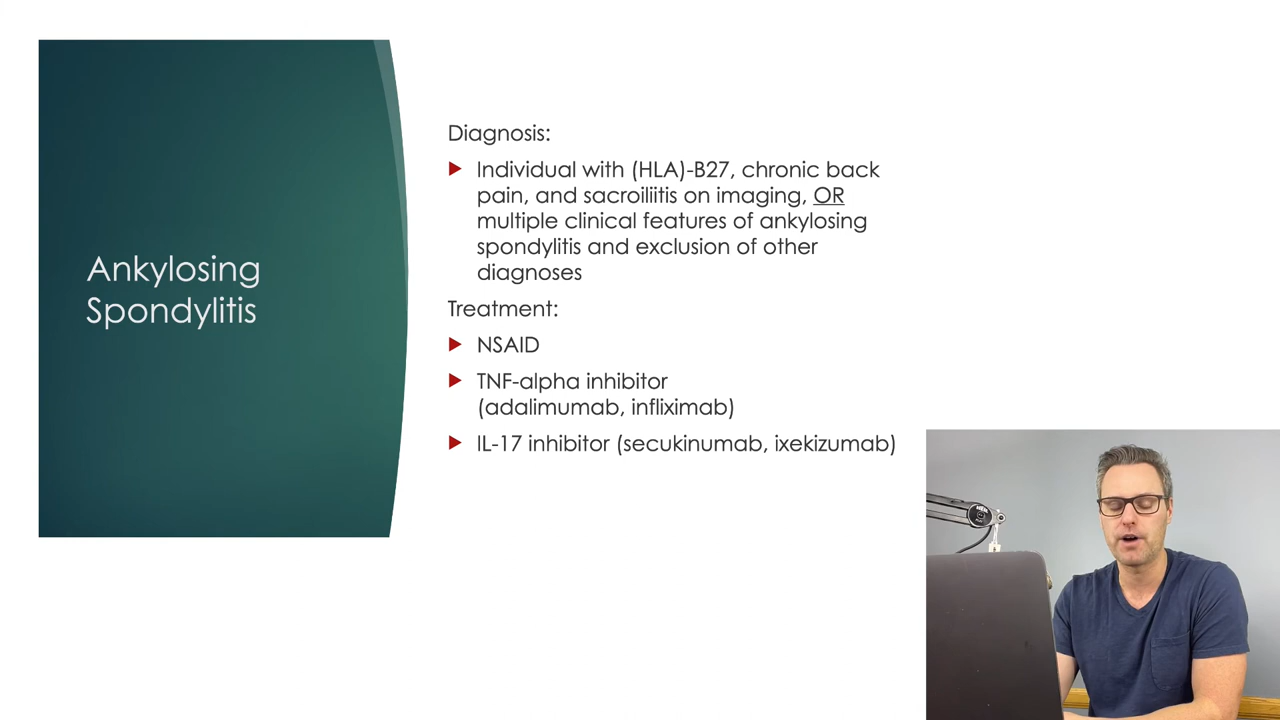 Ankylosing
Spondylitis
Diagnosis:
Individual with (HLA)-B27, chronic back
pain, and sacroiliitis on imaging, OR
multiple clinical features of ankylosing
spondylitis and exclusion of other
diagnoses
Treatment:
NSAID
TNF-alpha inhibitor
(adalimumab, infliximab)
IL-17 inhibitor (secukinumab, ixekizumab)